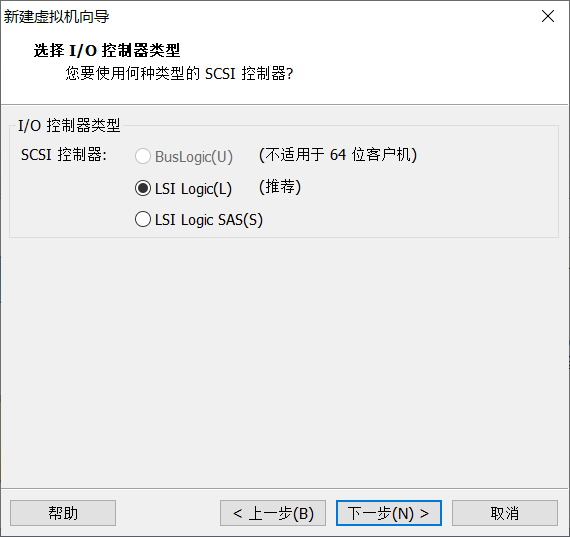 新建虚拟机向导
选择 I/O 控制器类型
您要使用何种类型的 SCSI 控制器?
I/O 控制器类型
SCSI 控制器:
BusLogic(U) (不适用于 64 位客户机)
LSI Logic(L) (推荐)
LSI Logic SAS(S)
帮助 < 上一步(B) 下一步(N) > 取消